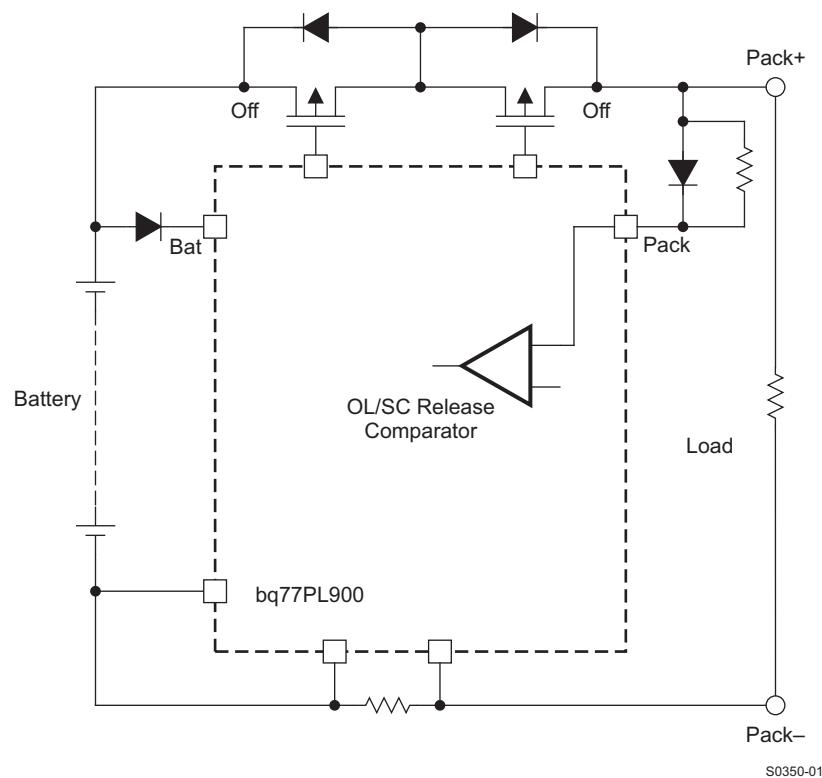 Pack+
Off
Off
Bat
Pack
Battery
OL/SC Release
Comparator
Load
bq77PL900
Pack–
S0350-01